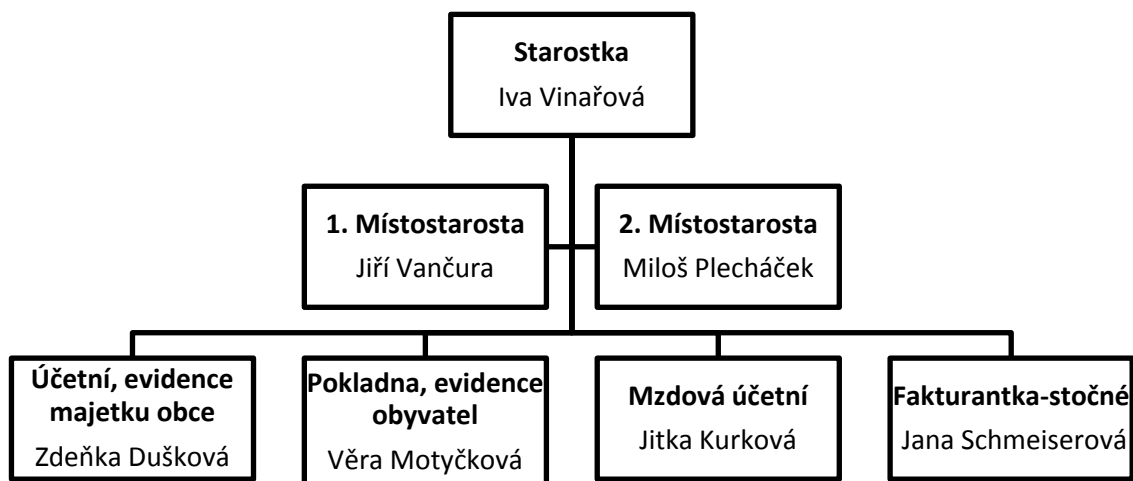 Starostka
Iva Vinařová
1. Místostarosta
Jiří Vančura
2. Místostarosta
Miloš Plecháček
Účetní, evidence
majetku obce
Zdeňka Dušková
Pokladna, evidence
obyvatel
Věra Motyčková
Mzdová účetní
Jitka Kurková
Fakturantka-stočné
Jana Schmeiserová